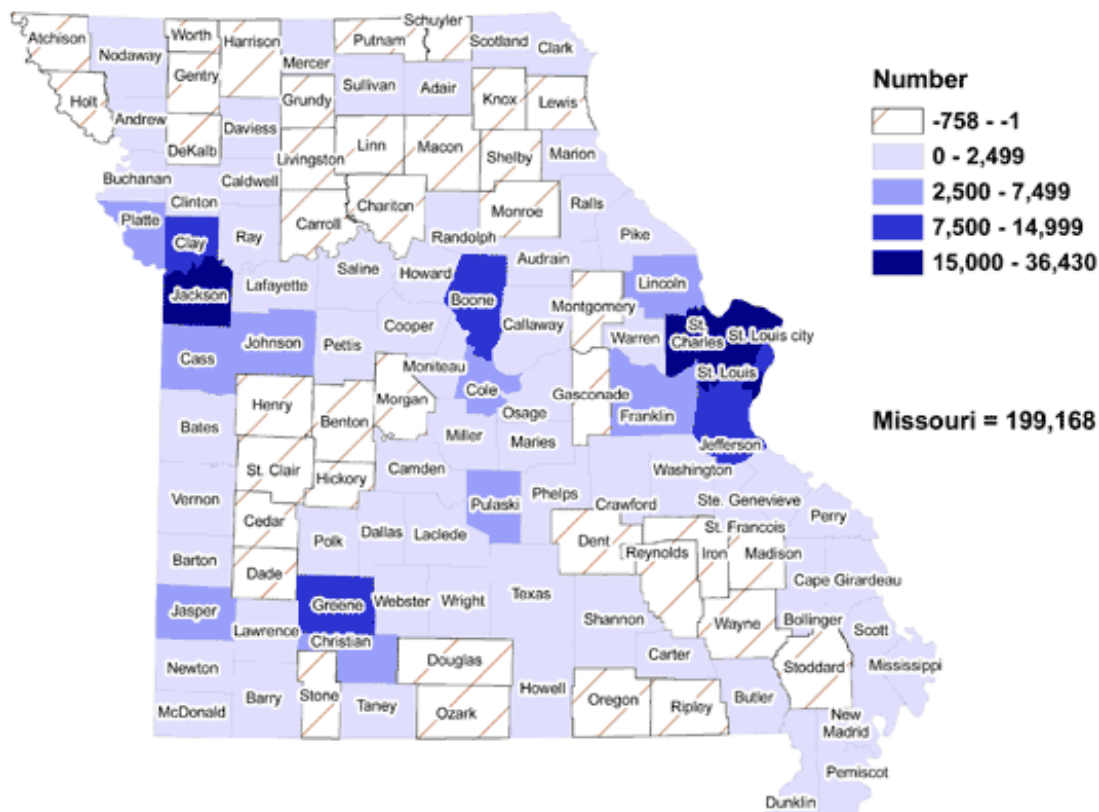 Schuyler
Atchison
Worth
Harrison
Putnam
Scotland
Clark
Nodaway
Mercer
Gentry
Sullivan
Adair
Holt
Grundy
Knox
Lewis
Andrew
Daviess
DeKalb
Linn
Macon
Shelby
Marion
Livingston
Buchanan
Caldwell
Clinton
Chariton
Monroe
Ralls
Platte
Carroll
Clay
Ray
Randolph
Pike
Audrain
Saline
Howard
Lincoln
Jackson
Lafayette
Boone
Montgomery
Cooper
Callaway
St.
Charles
St. Louis city
Warren
Johnson
Pettis
Cass
Moniteau
St. Louis
Cole
Gasconade
Henry
Benton
Morgan
Osage
Franklin
Bates
Miller
Maries
Jefferson
St. Clair
Hickory
Camden
Washington
Vernon
Pulaski
Phelps
Crawford
Ste. Genevieve
Cedar
Perry
Polk
Dallas
Laclede
Dent
St. Francois
Barton
Reynolds
Iron
Madison
Dade
Cape Girardeau
Jasper
Greene
Webster
Wright
Texas
Shannon
Wayne
Bollinger
Lawrence
Scott
Christian
Newton
Douglas
Carter
Stoddard
Mississippi
Barry
Stone
Taney
Ozark
Howell
Oregon
Ripley
Butler
McDonald
New
Madrid
Pemiscot
Dunklin
Number
-758 - -1
0 - 2,499
2,500 - 7,499
7,500 - 14,999
15,000 - 36,430
Missouri = 199,168